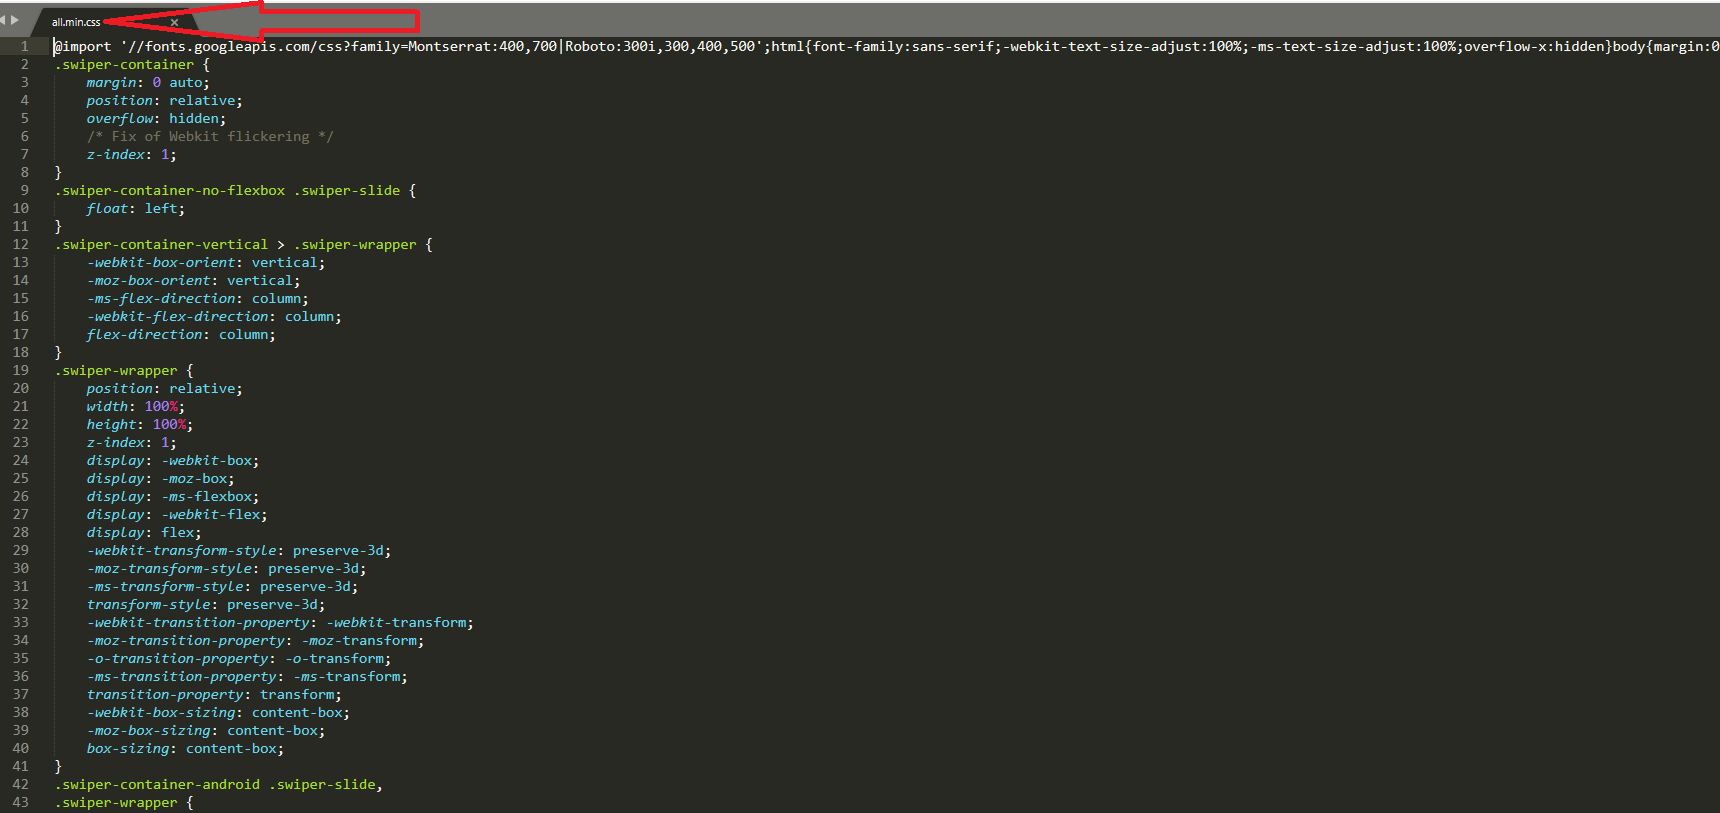 all.min.css ×
1 @import '//fonts.googleapis.com/css?family=Montserrat:400,700|Roboto:300i,300,400,500';html{font-family:sans-serif;-webkit-text-size-adjust:100%;-ms-text-size-adjust:100%;overflow-x:hidden}body{margin:0
2 .swiper-container {
3     margin: 0 auto;
4     position: relative;
5     overflow: hidden;
6     /* Fix of Webkit flickering */
7     z-index: 1;
8 }
9 .swiper-container-no-flexbox .swiper-slide {
10     float: left;
11 }
12 .swiper-container-vertical > .swiper-wrapper {
13     -webkit-box-orient: vertical;
14     -moz-box-orient: vertical;
15     -ms-flex-direction: column;
16     -webkit-flex-direction: column;
17     flex-direction: column;
18 }
19 .swiper-wrapper {
20     position: relative;
21     width: 100%;
22     height: 100%;
23     z-index: 1;
24     display: -webkit-box;
25     display: -moz-box;
26     display: -ms-flexbox;
27     display: -webkit-flex;
28     display: flex;
29     -webkit-transform-style: preserve-3d;
30     -moz-transform-style: preserve-3d;
31     -ms-transform-style: preserve-3d;
32     transform-style: preserve-3d;
33     -webkit-transition-property: -webkit-transform;
34     -moz-transition-property: -moz-transform;
35     -o-transition-property: -o-transform;
36     -ms-transition-property: -ms-transform;
37     transition-property: transform;
38     -webkit-box-sizing: content-box;
39     -moz-box-sizing: content-box;
40     box-sizing: content-box;
41 }
42 .swiper-container-android .swiper-slide,
43 .swiper-wrapper {